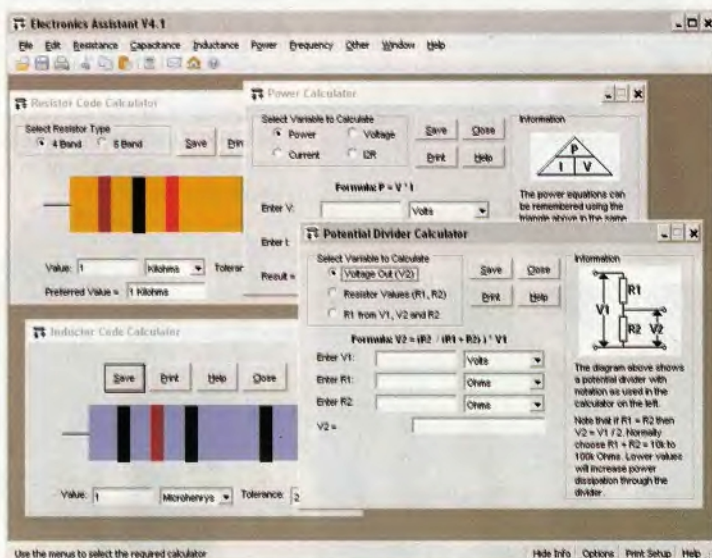 Electronics Assistant V4.1
File Edit Resistance Capacitance Inductance Power Frequency Other Window Help
Resistor Code Calculator
Select Resistor Type
4 Band
Save
Value: 1 Kilohms
Preferred Value = 1 Kilohms
Power Calculator
Select Variable to Calculate
Power Voltage
Current I2R
Save Close
Print Help
Formula: P = V * I
Enter V: Volts
Enter I:
Result =
Information
P
I V
The power equations can
be remembered using the
triangle above in the same
Potential Divider Calculator
Select Variable to Calculate
Voltage Out (V2)
Resistor Values (R1, R2)
R1 from V1, V2 and R2
Save Close
Print Help
Formula: V2 = (R2 / (R1 + R2) ) * V1
Enter V1: Volts
Enter R1: Ohms
Enter R2: Ohms
V2 =
Information
R1
V1
R2 V2
The diagram above shows
a potential divider with
notation as used in the
calculator on the left.
Note that if R1 = R2 then
V2 = V1 / 2. Normally
choose R1 + R2 = 10k to
100k Ohms. Lower values
will increase power
dissipation through the
divider.
Inductor Code Calculator
Save Print Help Close
Value: 1 Microhenrys Tolerance: 2
Use the menus to select the required calculator
Hide Info Options Print Setup Help